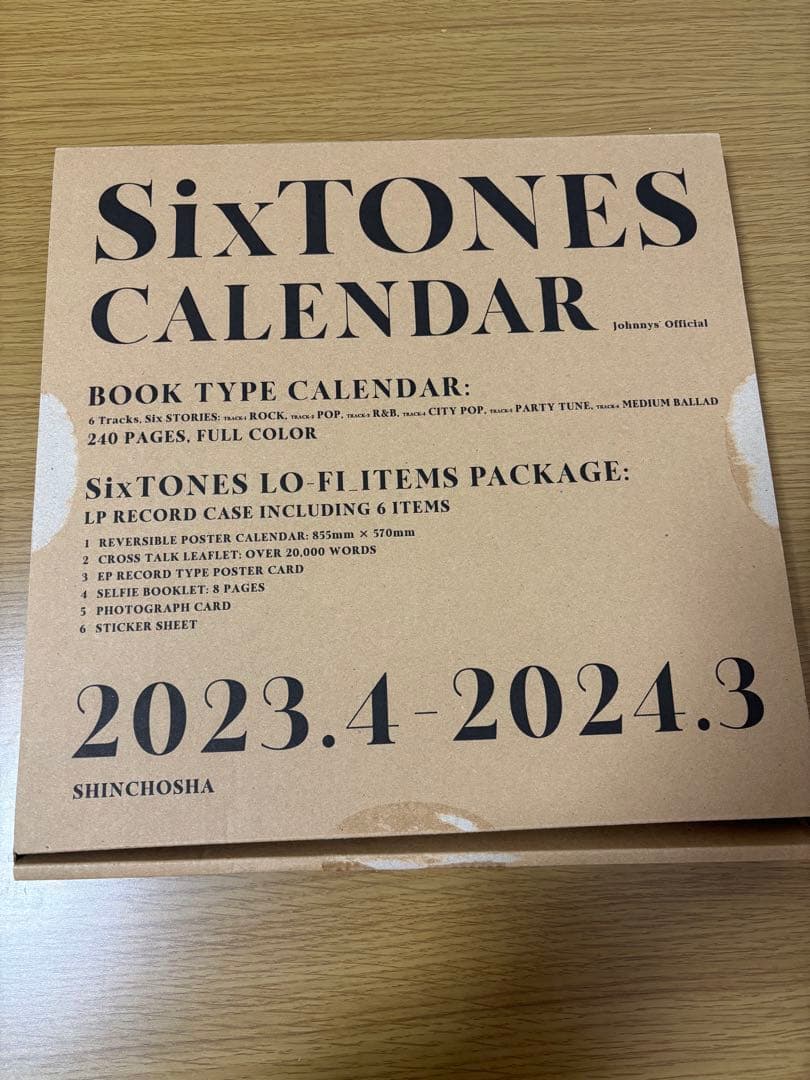 SixTONES
CALENDAR
Johnnys' Official
BOOK TYPE CALENDAR:
6 Tracks, Six STORIES: TRACK-1 ROCK, TRACK-2 POP, TRACK-3 R&B, TRACK-4 CITY POP, TRACK-5 PARTY TUNE, TRACK-6 MEDIUM BALLAD
240 PAGES, FULL COLOR
SixTONES LO-FI_ITEMS PACKAGE:
LP RECORD CASE INCLUDING 6 ITEMS
1 REVERSIBLE POSTER CALENDAR: 855mm × 570mm
2 CROSS TALK LEAFLET: OVER 20,000 WORDS
3 EP RECORD TYPE POSTER CARD
4 SELFIE BOOKLET: 8 PAGES
5 PHOTOGRAPH CARD
6 STICKER SHEET
2023.4-2024.3
SHINCHOSHA